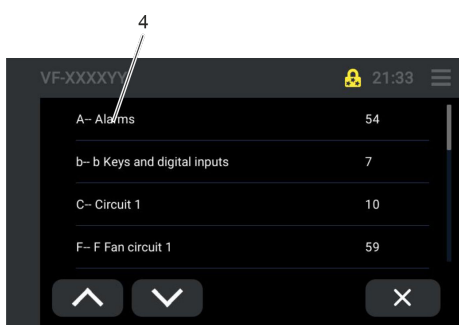 4
VF-XXXXYY 21:33
A-- Alarms 54
b-- b Keys and digital inputs 7
C-- Circuit 1 10
F-- F Fan circuit 1 59